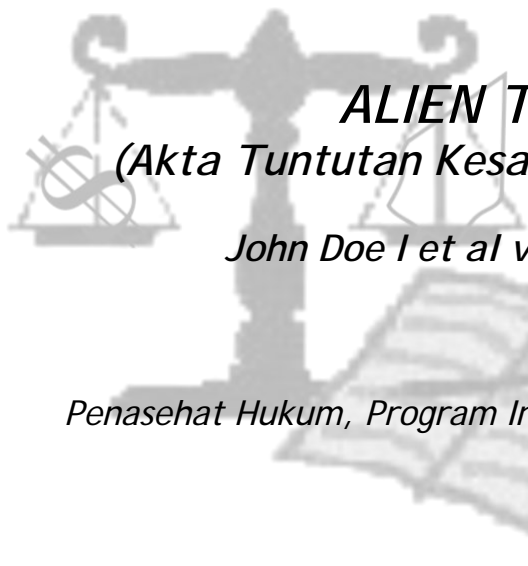 ALIEN T
(Akta Tuntutan Kesa
John Doe I et al v
Penasehat Hukum, Program In